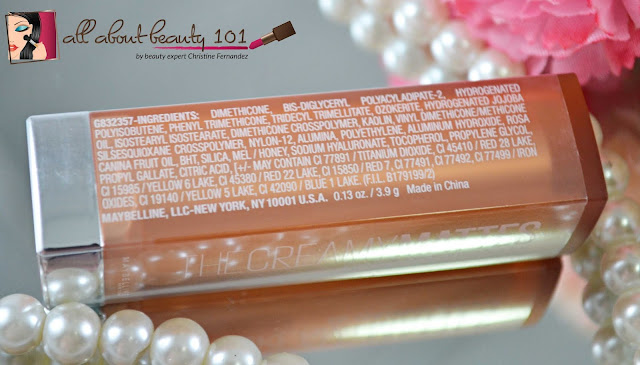 all about beauty 101
by beauty expert Christine Fernandez
G832357-INGREDIENTS: DIMETHICONE, BIS-DIGLYCERYL POLYACYLADIPATE-2, HYDROGENATED
POLYISOBUTENE, PHENYL TRIMETHICONE, TRIDECYL TRIMELLITATE, OZOKERITE, HYDROGENATED JOJOBA
OIL, ISOSTEARYL ISOSTEARATE, DIMETHICONE CROSSPOLYMER, KAOLIN, VINYL DIMETHICONE/METHICONE
SILSESQUIOXANE CROSSPOLYMER, NYLON-12, ALUMINA, POLYETHYLENE, ALUMINUM HYDROXIDE, ROSA
CANINA FRUIT OIL, BHT, SILICA, MEL / HONEY, SODIUM HYALURONATE, TOCOPHEROL, PROPYLENE GLYCOL,
PROPYL GALLATE, CITRIC ACID, [+/- MAY CONTAIN CI 77891 / TITANIUM DIOXIDE, CI 45410 / RED 28 LAKE,
CI 15985 / YELLOW 6 LAKE, CI 45380 / RED 22 LAKE, CI 15850 / RED 7, CI 77491, CI 77492, CI 77499 / IRON
OXIDES, CI 19140 / YELLOW 5 LAKE, CI 42090 / BLUE 1 LAKE. (F.I.L. B179199/2)
MAYBELLINE, LLC-NEW YORK, NY 10001 U.S.A. 0.13 oz. / 3.9 g Made in China
THE CREAMY MATTES